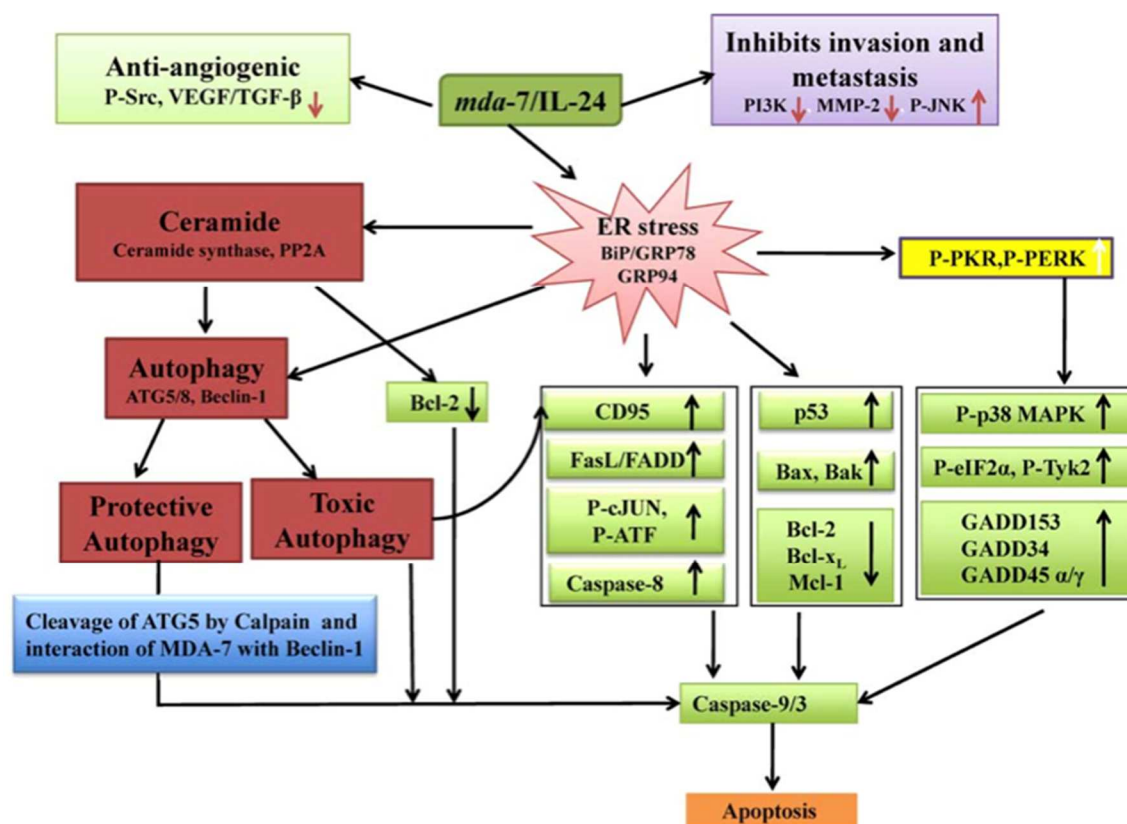 Anti-angiogenic
P-Src, VEGF/TGF-β
mda-7/IL-24
Inhibits invasion and
metastasis
PI3K , MMP-2 , P-JNK
Ceramide
Ceramide synthase, PP2A
ER stress
BiP/GRP78
GRP94
P-PKR,P-PERK
Autophagy
ATG5/8, Beclin-1
Bcl-2
Protective
Autophagy
Toxic
Autophagy
CD95
FasL/FADD
P-cJUN,
P-ATF
Caspase-8
p53
Bax, Bak
Bcl-2
Bcl-xL
Mcl-1
P-p38 MAPK
P-eIF2α, P-Tyk2
GADD153
GADD34
GADD45 α/γ
Cleavage of ATG5 by Calpain and
interaction of MDA-7 with Beclin-1
Caspase-9/3
Apoptosis